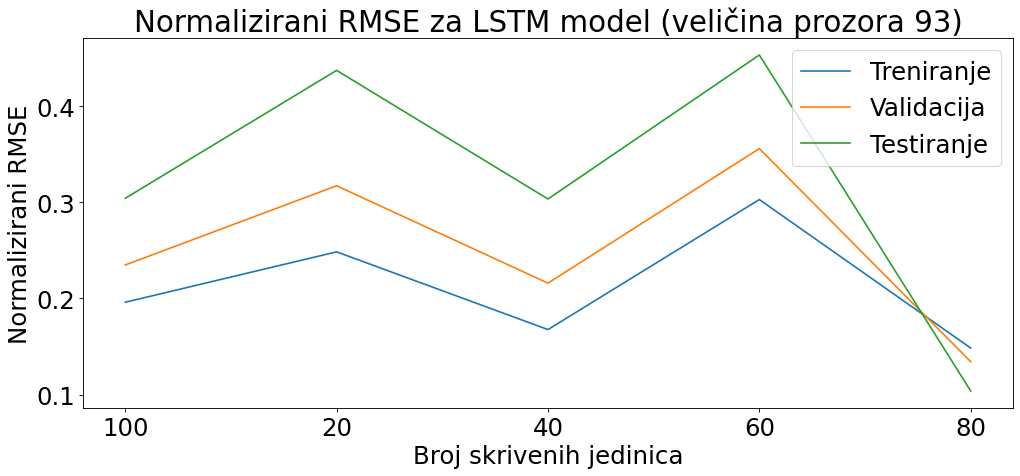 Normalizirani RMSE za LSTM model (veličina prozora 93)
Treniranje
Validacija
Testiranje
Normalizirani RMSE
0.4
0.3
0.2
0.1
100 20 40 60 80
Broj skrivenih jedinica